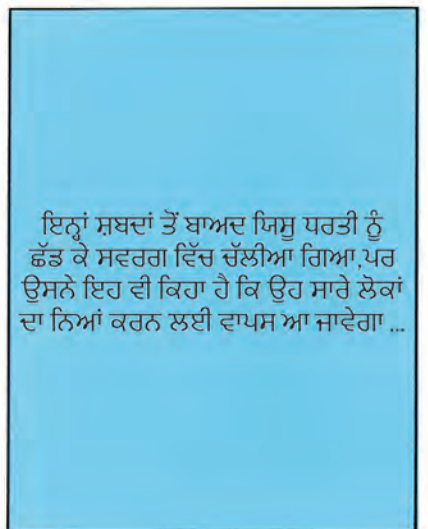 ਇਨ੍ਹਾਂ ਸ਼ਬਦਾਂ ਤੋਂ ਬਾਅਦ ਯਿਸੂ ਧਰਤੀ ਨੂੰ
ਛੱਡ ਕੇ ਸਵਰਗ ਵਿੱਚ ਚੱਲੀਆ ਗਿਆ,ਪਰ
ਉਸਨੇ ਇਹ ਵੀ ਕਿਹਾ ਹੈ ਕਿ ਉਹ ਸਾਰੇ ਲੋਕਾਂ
ਦਾ ਨਿਆਂ ਕਰਨ ਲਈ ਵਾਪਸ ਆ ਜਾਵੇਗਾ ...